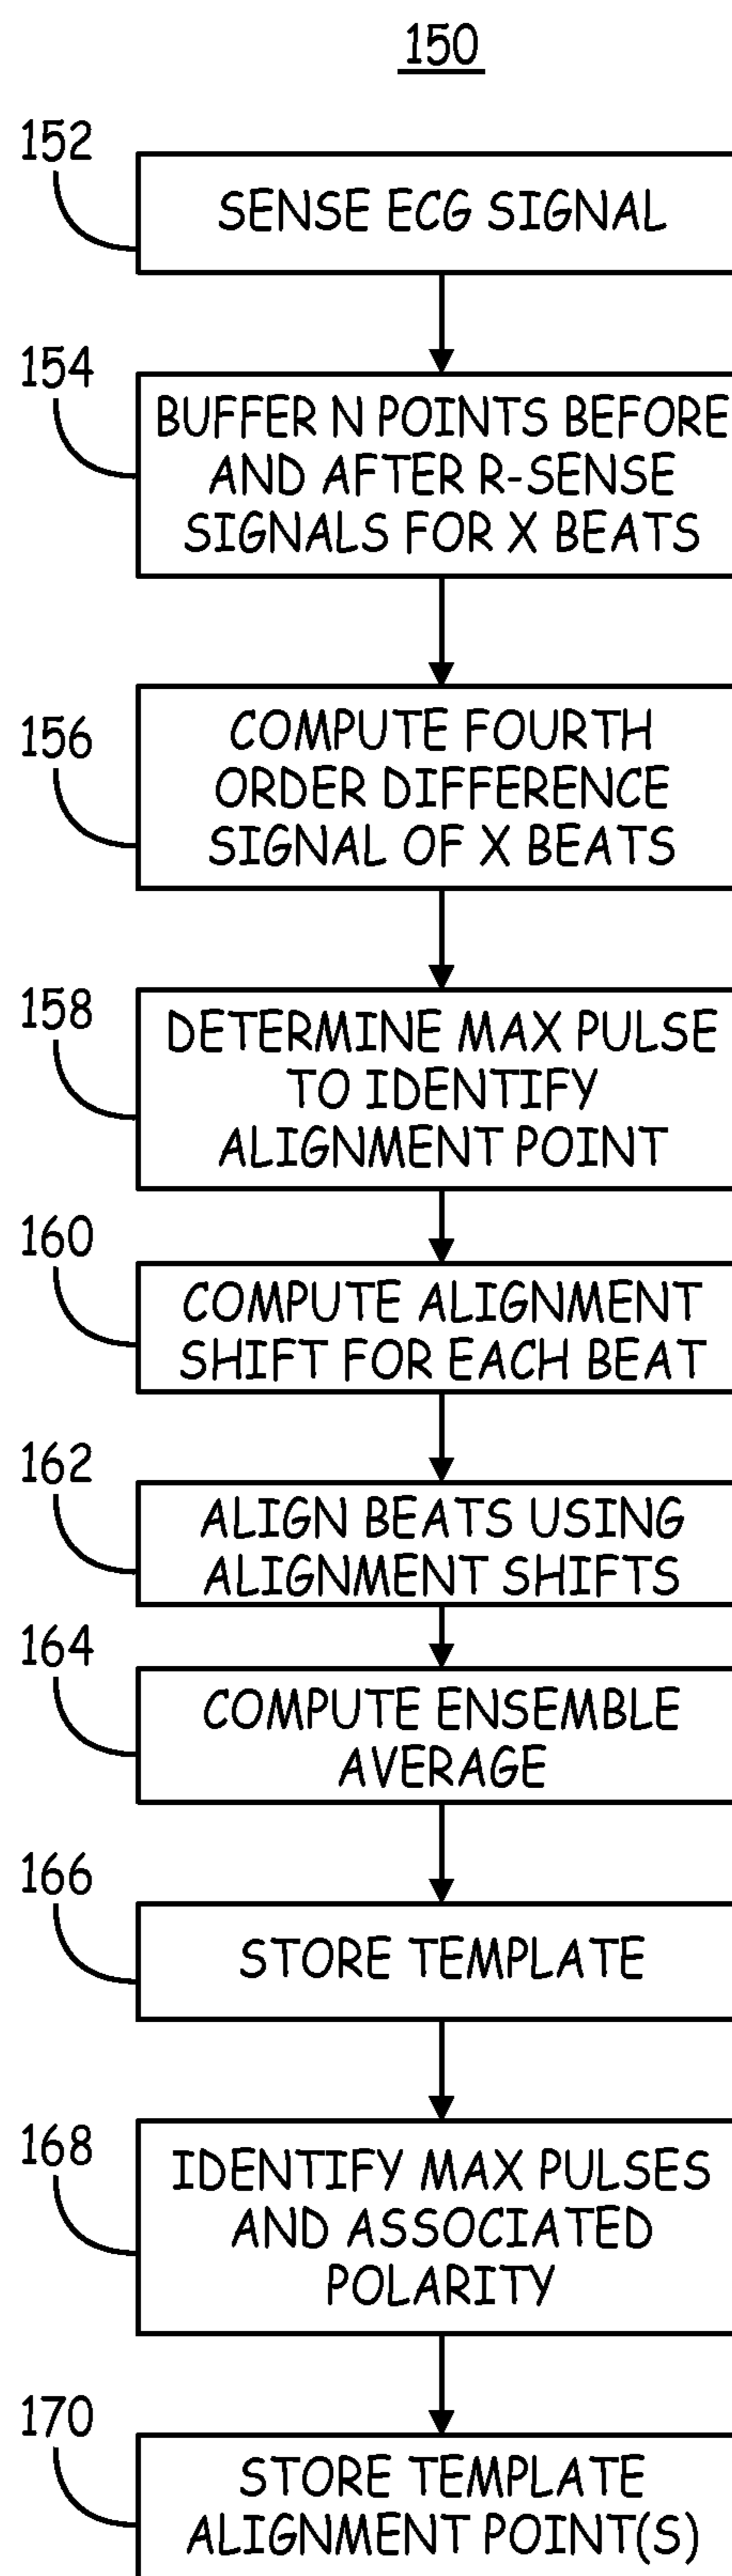 150
152
SENSE ECG SIGNAL
154
BUFFER N POINTS BEFORE
AND AFTER R-SENSE
SIGNALS FOR X BEATS
156
COMPUTE FOURTH
ORDER DIFFERENCE
SIGNAL OF X BEATS
158
DETERMINE MAX PULSE
TO IDENTIFY
ALIGNMENT POINT
160
COMPUTE ALIGNMENT
SHIFT FOR EACH BEAT
162
ALIGN BEATS USING
ALIGNMENT SHIFTS
164
COMPUTE ENSEMBLE
AVERAGE
166
STORE TEMPLATE
168
IDENTIFY MAX PULSES
AND ASSOCIATED
POLARITY
170
STORE TEMPLATE
ALIGNMENT POINT(S)